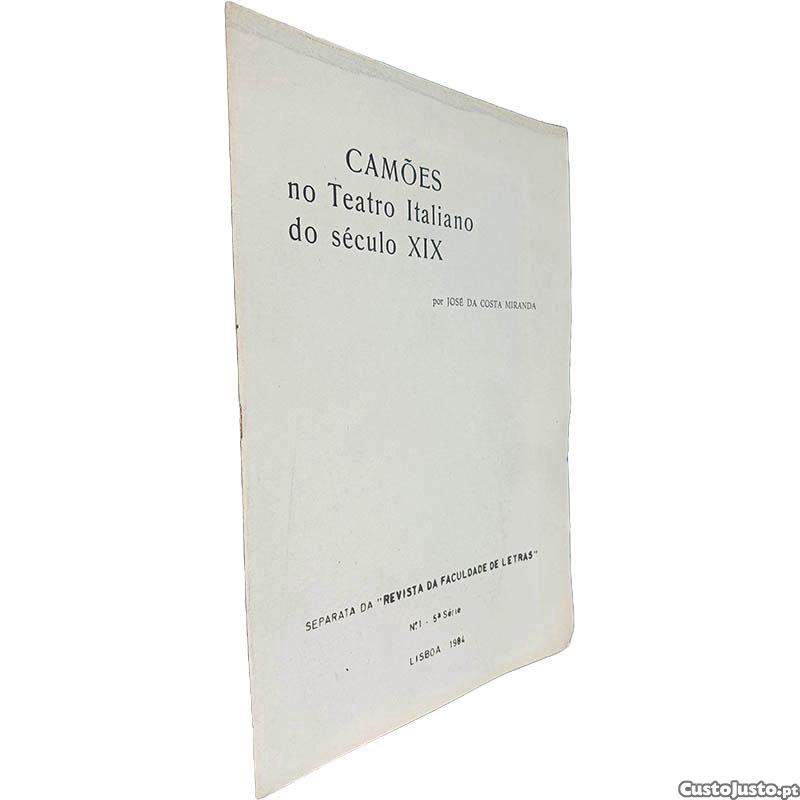 CAMÕES
no Teatro Italiano
do século XIX
por JOSÉ DA COSTA MIRANDA
SEPARATA DA "REVISTA DA FACULDADE DE LETRAS"
Nº1 - 5ª Série
LISBOA 1984
CustoJusto.pt